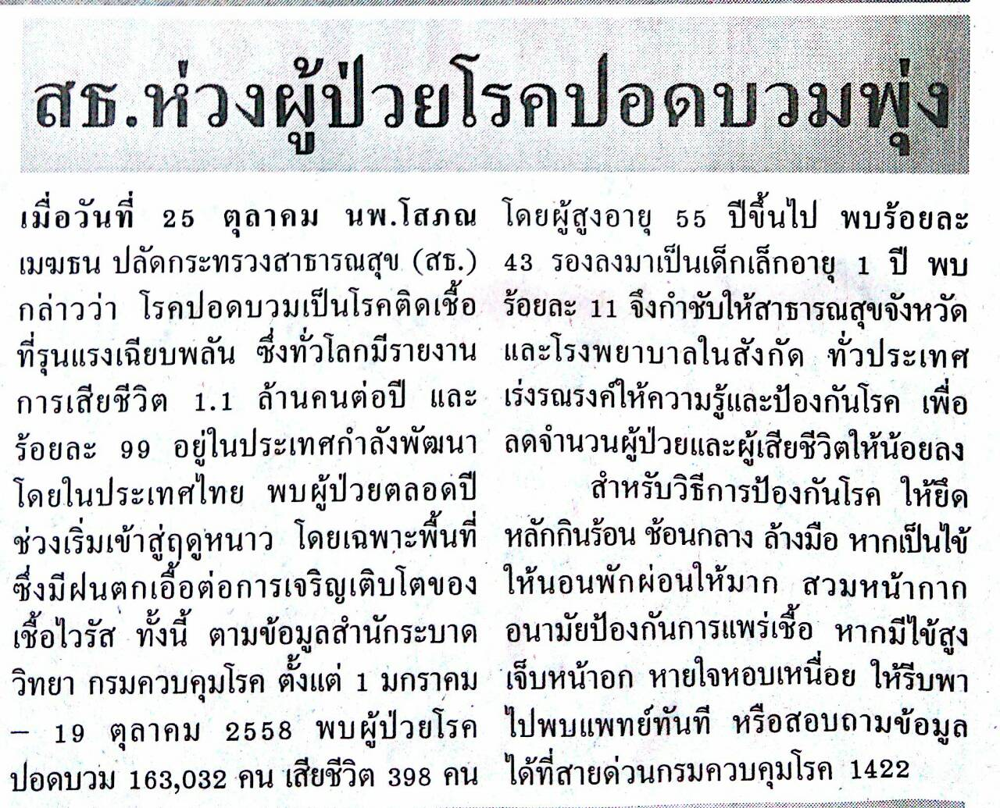 สธ.ห่วงผู้ป่วยโรคปอดบวมพุ่ง
เมื่อวันที่ 25 ตุลาคม นพ.โสภณ
เมฆธน ปลัดกระทรวงสาธารณสุข (สธ.)
กล่าวว่า โรคปอดบวมเป็นโรคติดเชื้อ
ที่รุนแรงเฉียบพลัน ซึ่งทั่วโลกมีรายงาน
การเสียชีวิต 1.1 ล้านคนต่อปี และ
ร้อยละ 99 อยู่ในประเทศกำลังพัฒนา
โดยในประเทศไทย พบผู้ป่วยตลอดปี
ช่วงเริ่มเข้าสู่ฤดูหนาว โดยเฉพาะพื้นที่
ซึ่งมีฝนตกเอื้อต่อการเจริญเติบโตของ
เชื้อไวรัส ทั้งนี้ ตามข้อมูลสำนักระบาด
วิทยา กรมควบคุมโรค ตั้งแต่ 1 มกราคม
– 19 ตุลาคม 2558 พบผู้ป่วยโรค
ปอดบวม 163,032 คน เสียชีวิต 398 คน
โดยผู้สูงอายุ 55 ปีขึ้นไป พบร้อยละ
43 รองลงมาเป็นเด็กเล็กอายุ 1 ปี พบ
ร้อยละ 11 จึงกำชับให้สาธารณสุขจังหวัด
และโรงพยาบาลในสังกัด ทั่วประเทศ
เร่งรณรงค์ให้ความรู้และป้องกันโรค เพื่อ
ลดจำนวนผู้ป่วยและผู้เสียชีวิตให้น้อยลง
สำหรับวิธีการป้องกันโรค ให้ยึด
หลักกินร้อน ช้อนกลาง ล้างมือ หากเป็นไข้
ให้นอนพักผ่อนให้มาก สวมหน้ากาก
อนามัยป้องกันการแพร่เชื้อ หากมีไข้สูง
เจ็บหน้าอก หายใจหอบเหนื่อย ให้รีบพา
ไปพบแพทย์ทันที หรือสอบถามข้อมูล
ได้ที่สายด่วนกรมควบคุมโรค 1422